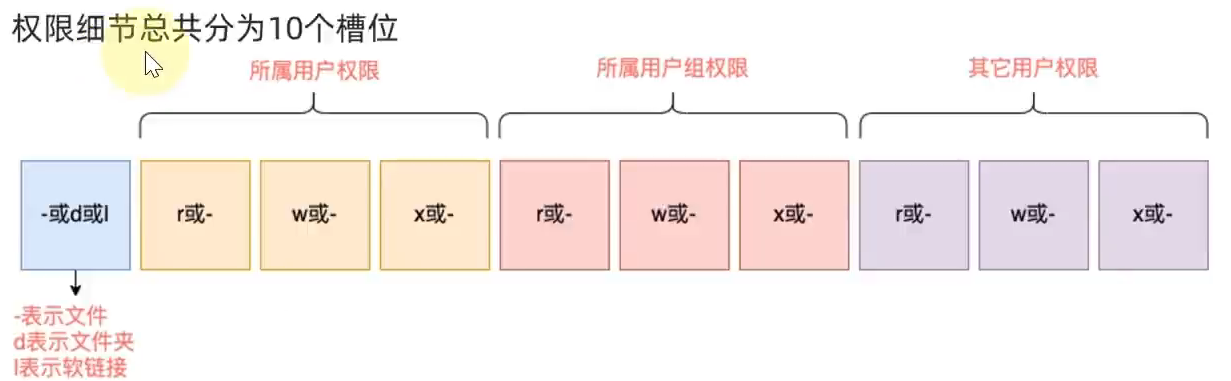 权限细节总共分为10个槽位
所属用户权限
所属用户组权限
其它用户权限
-或d或l
r或-
w或-
x或-
r或-
w或-
x或-
r或-
w或-
x或-
-表示文件
d表示文件夹
l表示软链接